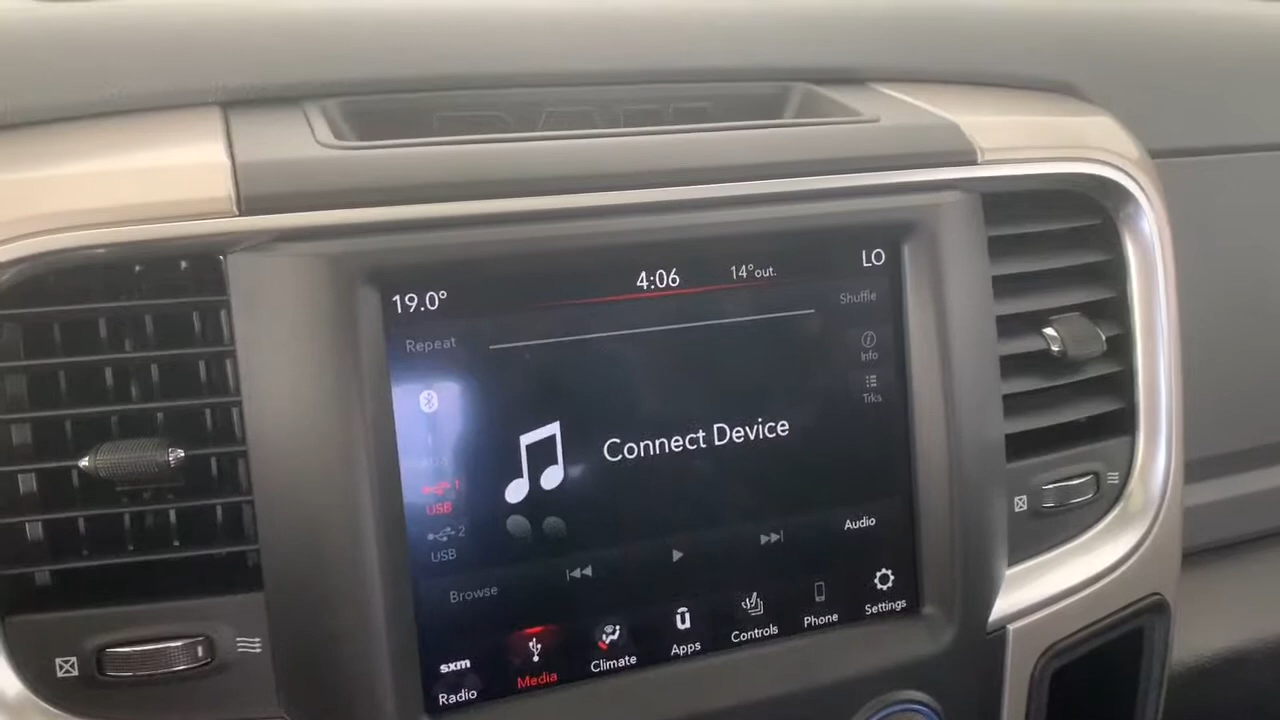 RAM
19.0°
4:06
14°out.
LO
Repeat
Shuffle
Info
Trks
Connect Device
1
USB
2
USB
Audio
Browse
sxm
Radio
Media
Climate
Apps
Controls
Phone
Settings